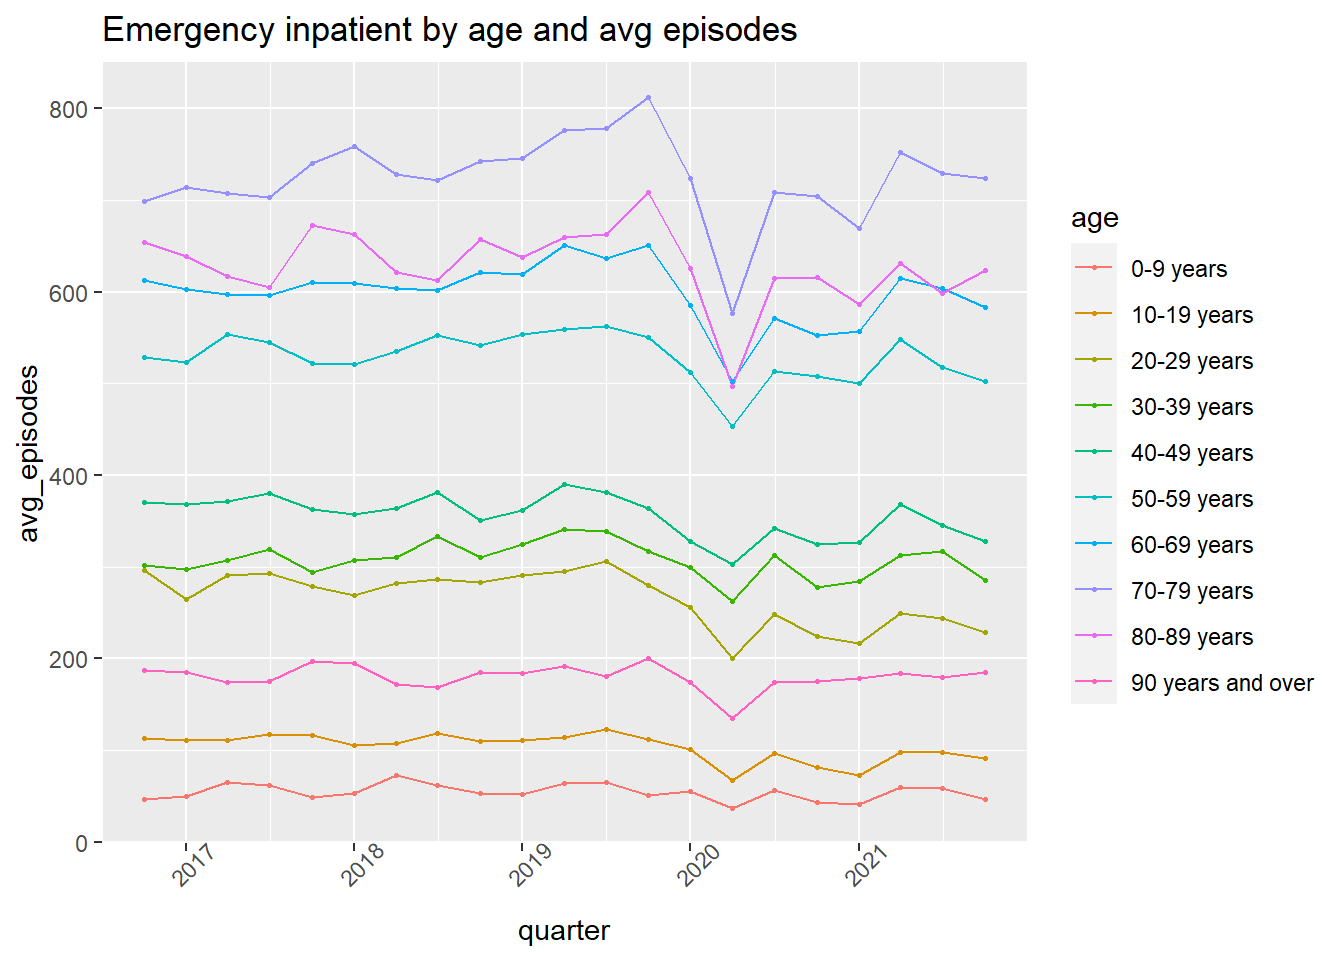 Emergency inpatient by age and avg episodes
avg_episodes
800
600
400
200
0
2017
2018
2019
2020
2021
quarter
age
0-9 years
10-19 years
20-29 years
30-39 years
40-49 years
50-59 years
60-69 years
70-79 years
80-89 years
90 years and over